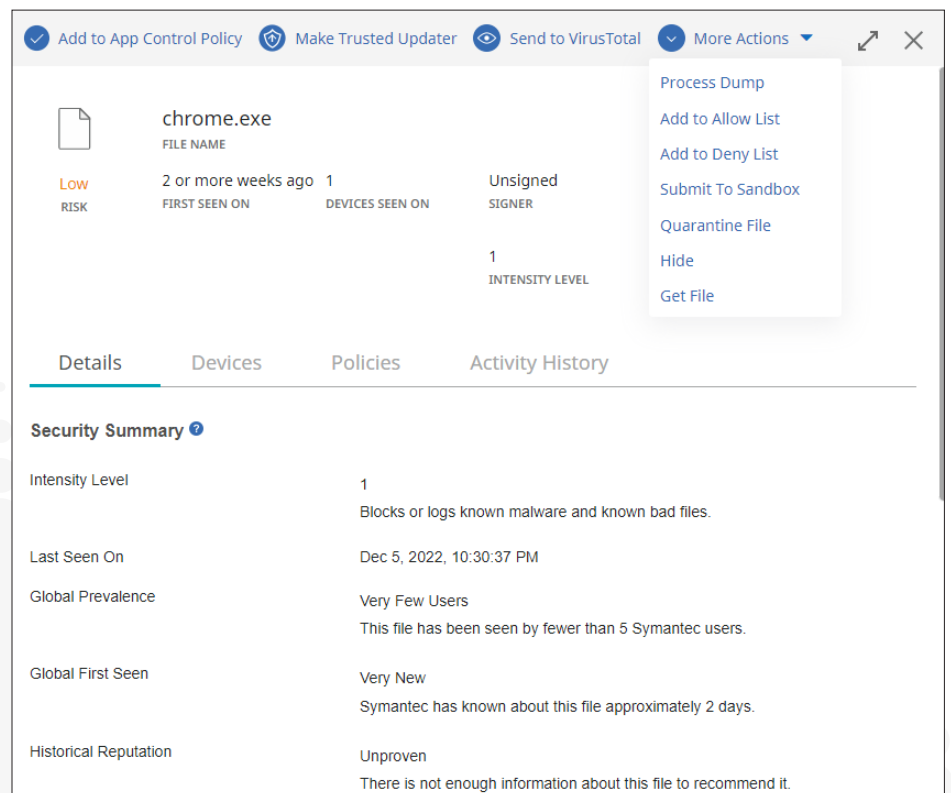 Add to App Control Policy Make Trusted Updater Send to VirusTotal More Actions
Process Dump
Add to Allow List
Add to Deny List
Submit To Sandbox
Quarantine File
Hide
Get File
chrome.exe
FILE NAME
Low
RISK
2 or more weeks ago
FIRST SEEN ON
1
DEVICES SEEN ON
Unsigned
SIGNER
1
INTENSITY LEVEL
Details Devices Policies Activity History
Security Summary ?
Intensity Level
1
Blocks or logs known malware and known bad files.
Last Seen On
Dec 5, 2022, 10:30:37 PM
Global Prevalence
Very Few Users
This file has been seen by fewer than 5 Symantec users.
Global First Seen
Very New
Symantec has known about this file approximately 2 days.
Historical Reputation
Unproven
There is not enough information about this file to recommend it.